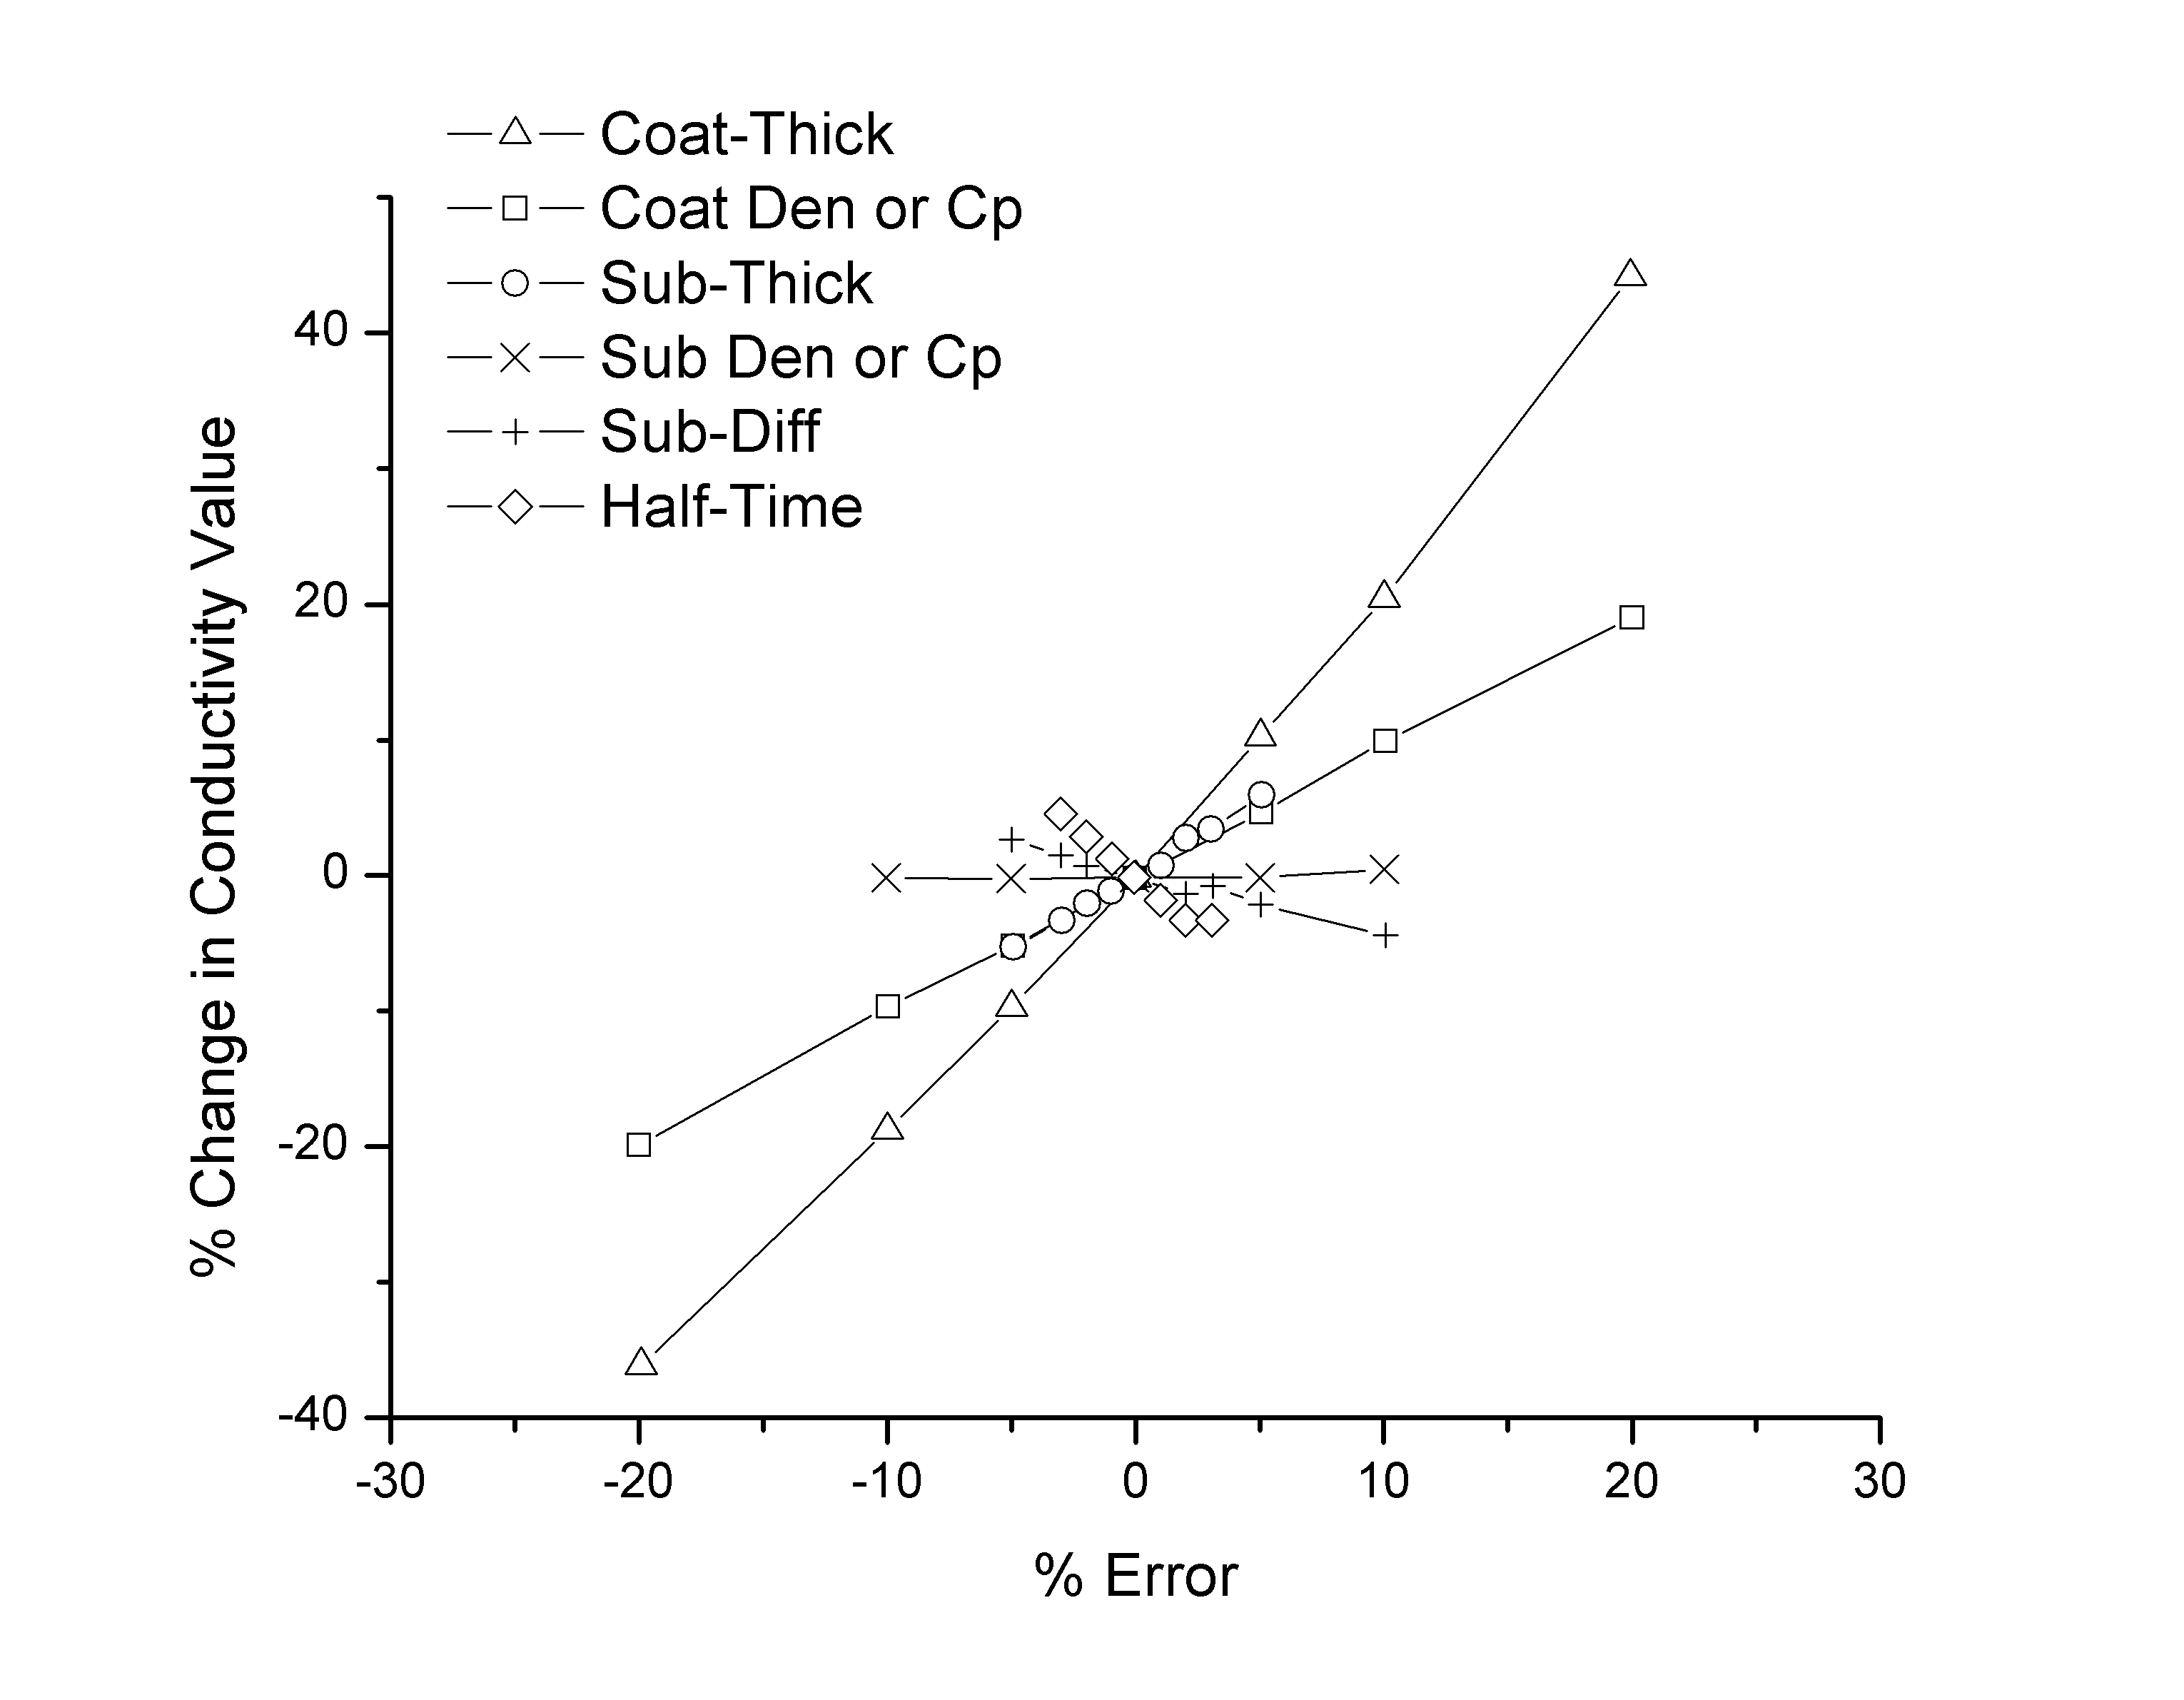 Coat-Thick
Coat Den or Cp
Sub-Thick
Sub Den or Cp
Sub-Diff
Half-Time
% Change in Conductivity Value
40
20
0
-20
-40
-30 -20 -10 0 10 20 30
% Error